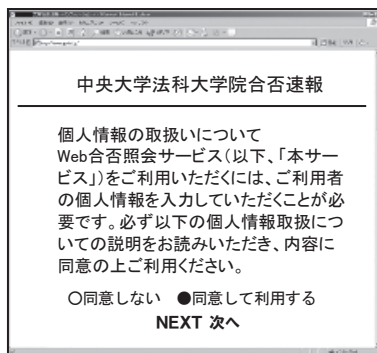 中央大学法科大学院合否速報
個人情報の取扱いについて
Web合否照会サービス（以下、「本サー
ビス」）をご利用いただくには、ご利用者
の個人情報を入力していただくことが必
要です。必ず以下の個人情報取扱につ
いての説明をお読みいただき、内容に
同意の上ご利用ください。
○同意しない ●同意して利用する
NEXT 次へ